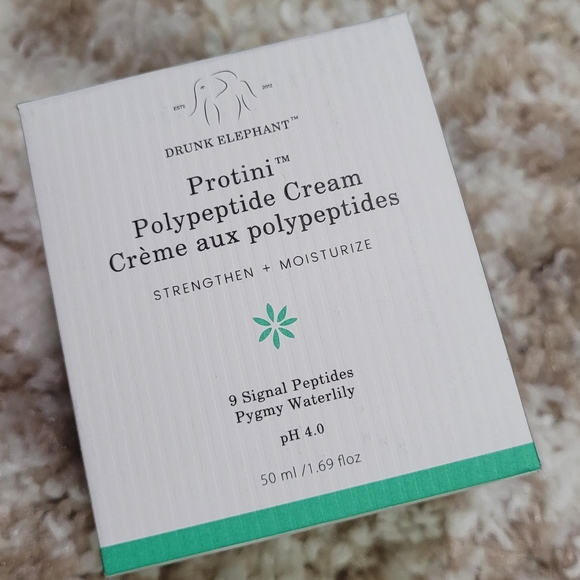 ESTD 2012
DRUNK ELEPHANT™
Protini™
Polypeptide Cream
Crème aux polypeptides
STRENGTHEN + MOISTURIZE
9 Signal Peptides
Pygmy Waterlily
pH 4.0
50 ml /1.69 floz